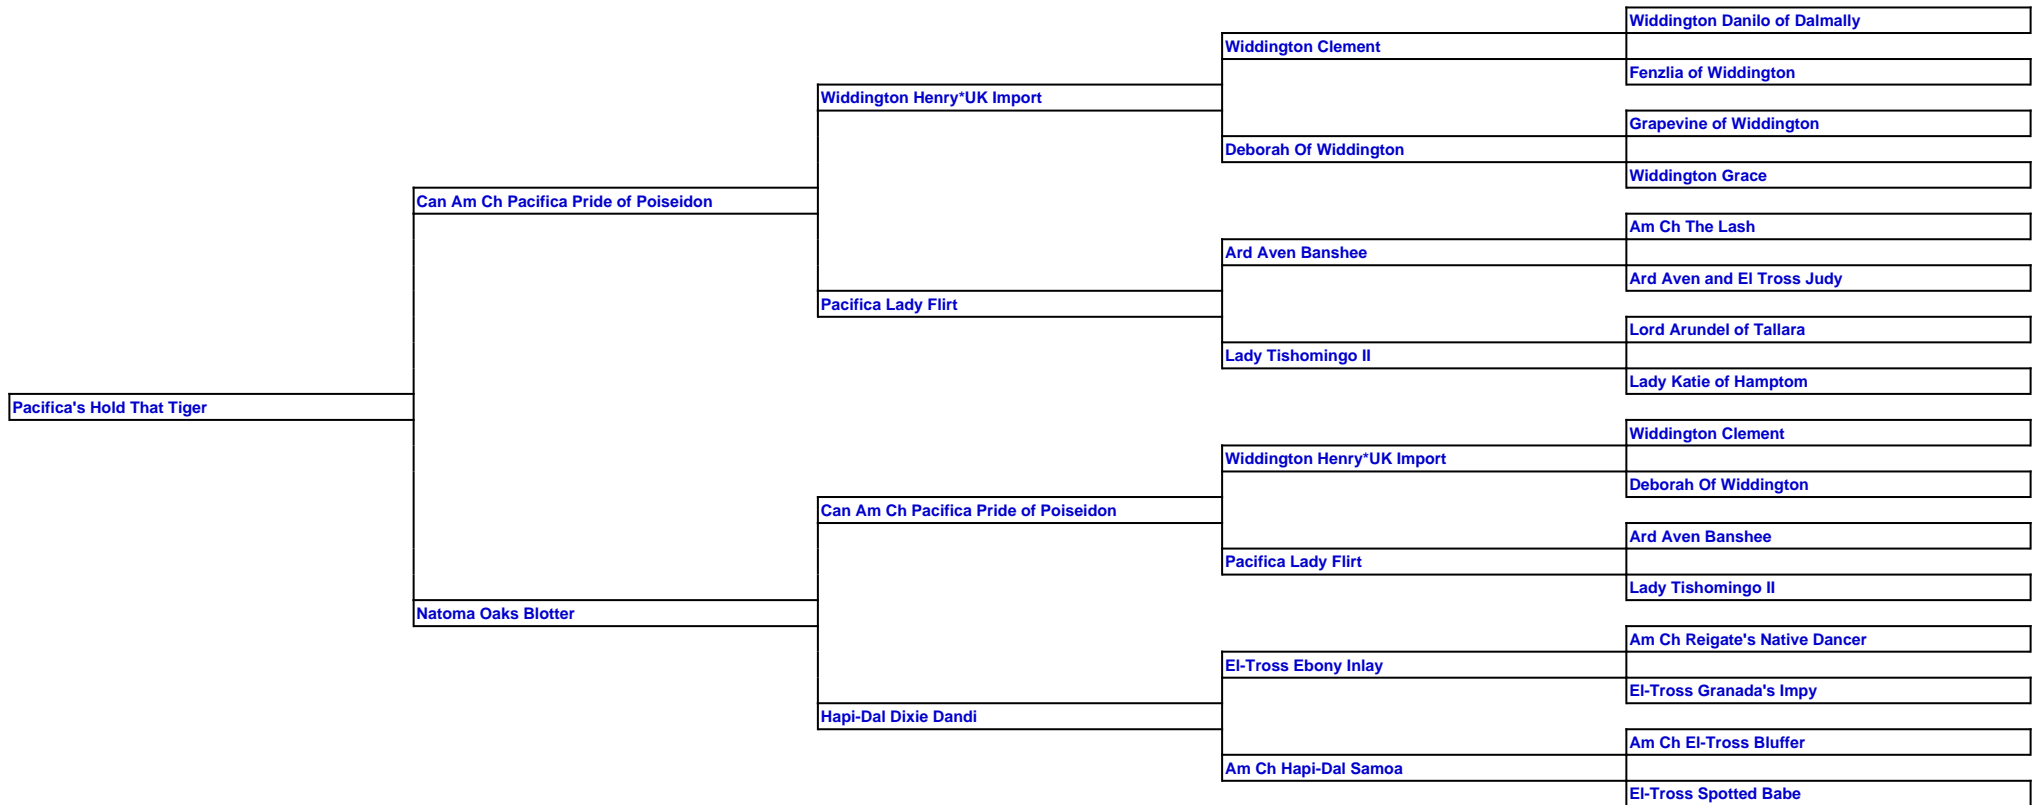 Widdington Danilo of Dalmally
Widdington Clement
Fenzlia of Widdington
Widdington Henry*UK Import
Grapevine of Widdington
Deborah Of Widdington
Widdington Grace
Can Am Ch Pacifica Pride of Poiseidon
Am Ch The Lash
Ard Aven Banshee
Ard Aven and El Tross Judy
Pacifica Lady Flirt
Lord Arundel of Tallara
Lady Tishomingo II
Lady Katie of Hamptom
Pacifica's Hold That Tiger
Widdington Clement
Widdington Henry*UK Import
Deborah Of Widdington
Can Am Ch Pacifica Pride of Poiseidon
Ard Aven Banshee
Pacifica Lady Flirt
Lady Tishomingo II
Natoma Oaks Blotter
Am Ch Reigate's Native Dancer
El-Tross Ebony Inlay
El-Tross Granada's Impy
Hapi-Dal Dixie Dandi
Am Ch El-Tross Bluffer
Am Ch Hapi-Dal Samoa
El-Tross Spotted Babe